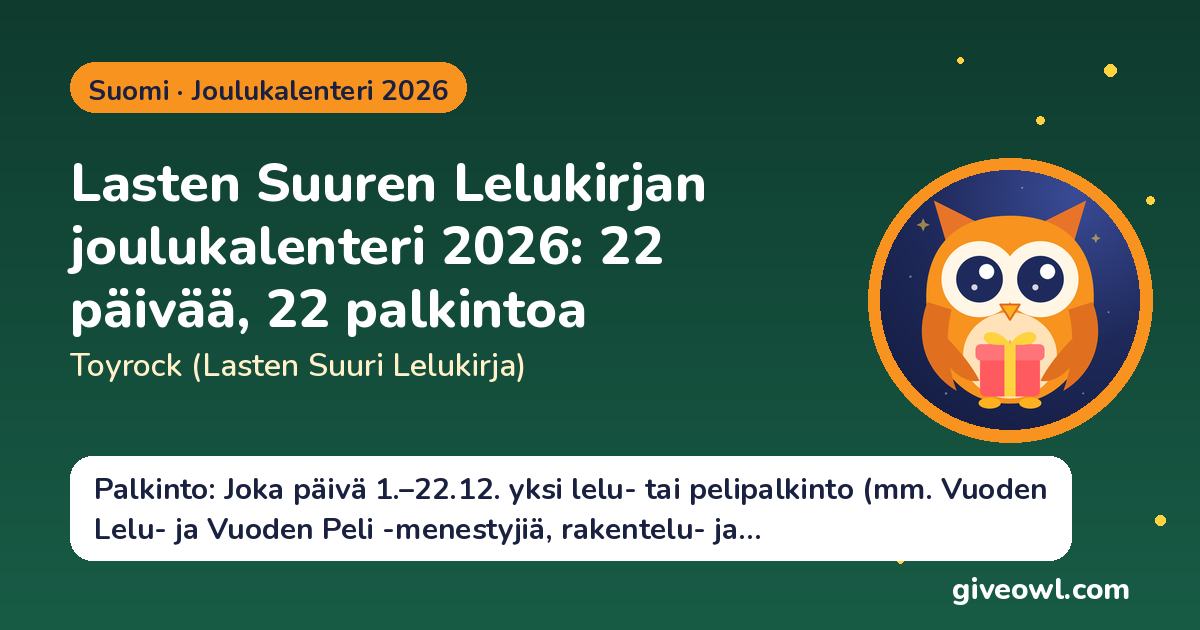 Suomi · Joulukalenteri 2026
Lasten Suuren Lelukirjan
joulukalenteri 2026: 22
päivää, 22 palkintoa
Toyrock (Lasten Suuri Lelukirja)
Palkinto: Joka päivä 1.–22.12. yksi lelu- tai pelipalkinto (mm. Vuoden
Lelu- ja Vuoden Peli -menestyjiä, rakentelu- ja...
giveowl.com